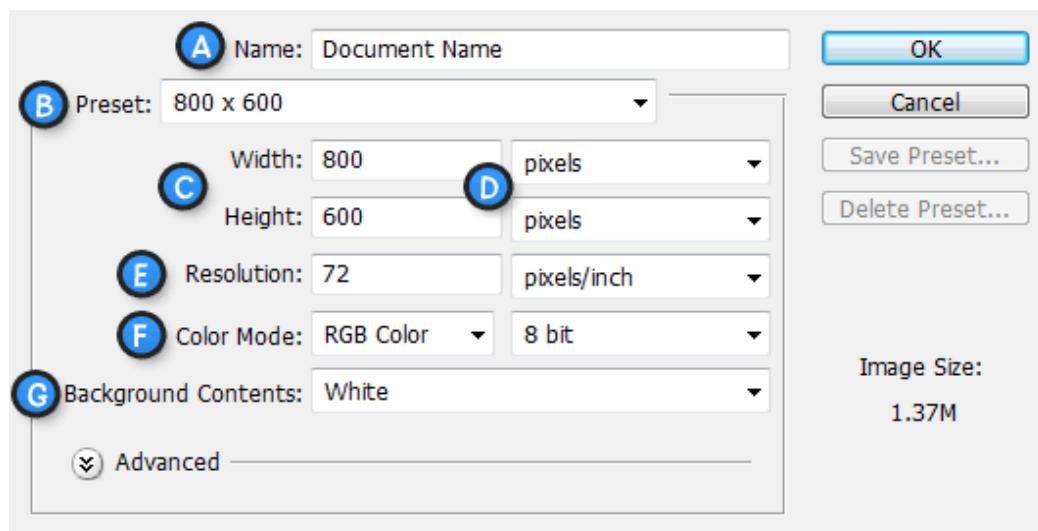 A Name: Document Name OK
B Preset: 800 x 600 Cancel
Width: 800 pixels Save Preset...
C D
Height: 600 pixels Delete Preset...
E Resolution: 72 pixels/inch
F Color Mode: RGB Color 8 bit
Image Size:
G Background Contents: White
1.37M
Advanced